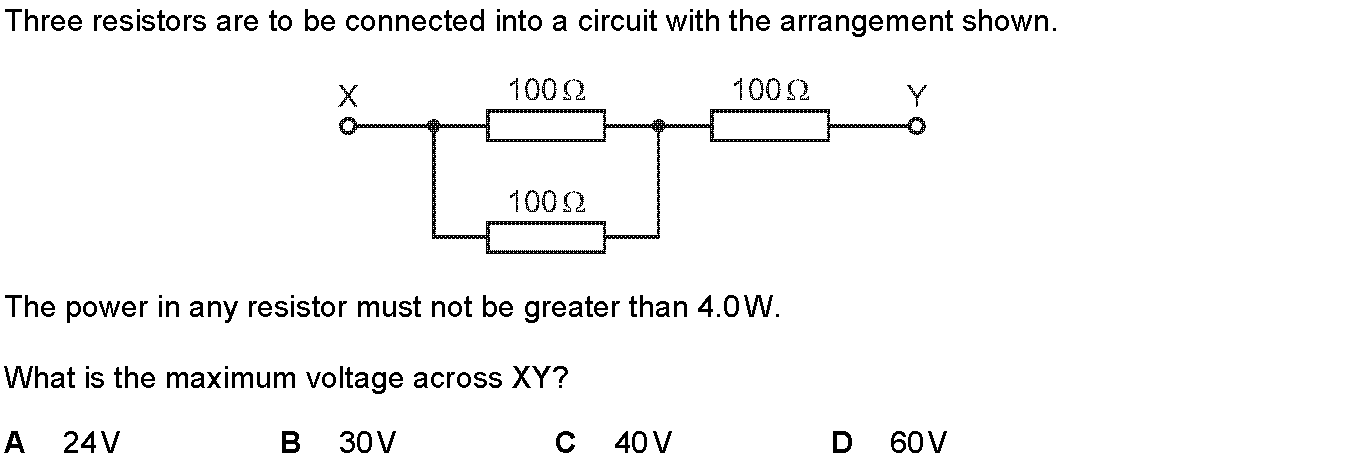 Three resistors are to be connected into a circuit with the arrangement shown.
X 100 Ω 100 Ω Y
100 Ω
The power in any resistor must not be greater than 4.0 W.
What is the maximum voltage across XY?
A 24 V B 30 V C 40 V D 60 V